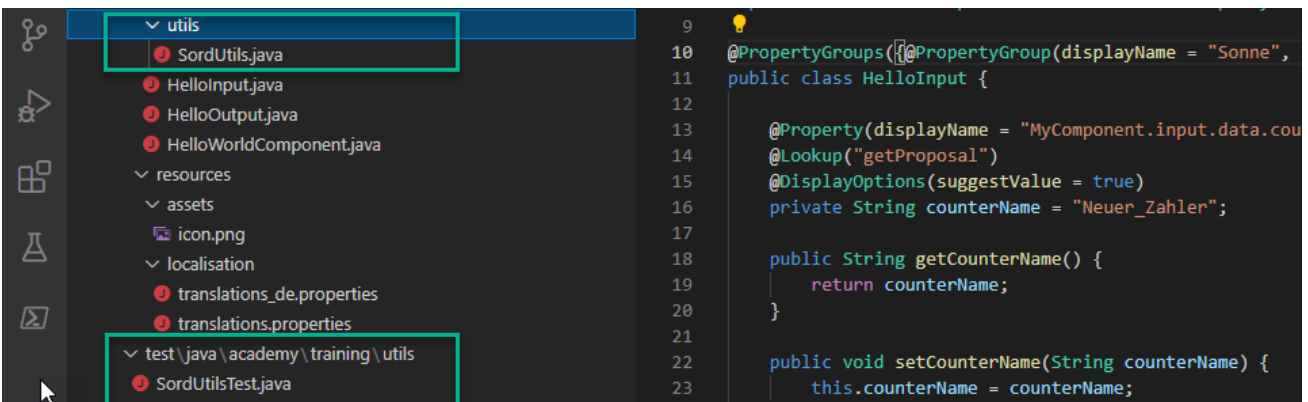 utils
SordUtils.java
HelloInput.java
HelloOutput.java
HelloWorldComponent.java
resources
assets
icon.png
localisation
translations_de.properties
translations.properties
test\java\academy\training\utils
SordUtilsTest.java
9
10 @PropertyGroups({@PropertyGroup(displayName = "Sonne",
11 public class HelloInput {
12
13 @Property(displayName = "MyComponent.input.data.cou
14 @Lookup("getProposal")
15 @DisplayOptions(suggestValue = true)
16 private String counterName = "Neuer_Zahler";
17
18 public String getCounterName() {
19 return counterName;
20 }
21
22 public void setCounterName(String counterName) {
23 this.counterName = counterName;